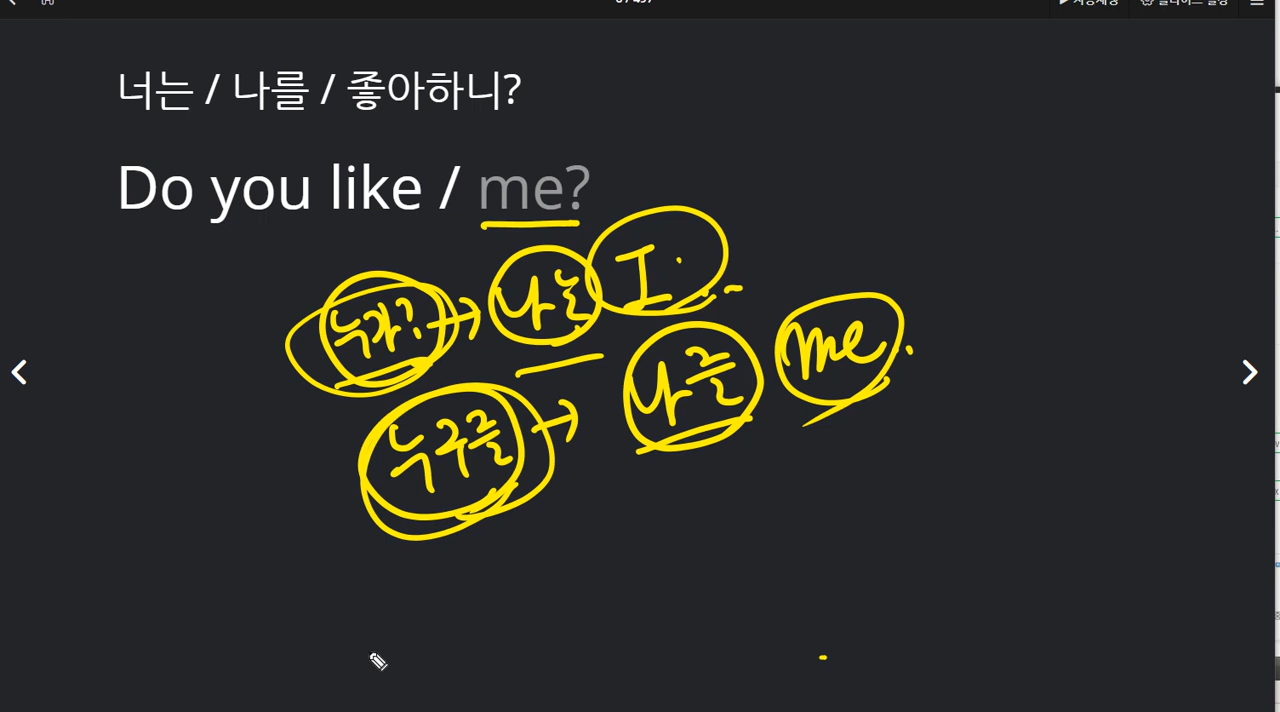 너는 / 나를 / 좋아하니?
Do you like / me?
누가? → 나는 I.
누구를 → 나를 me.